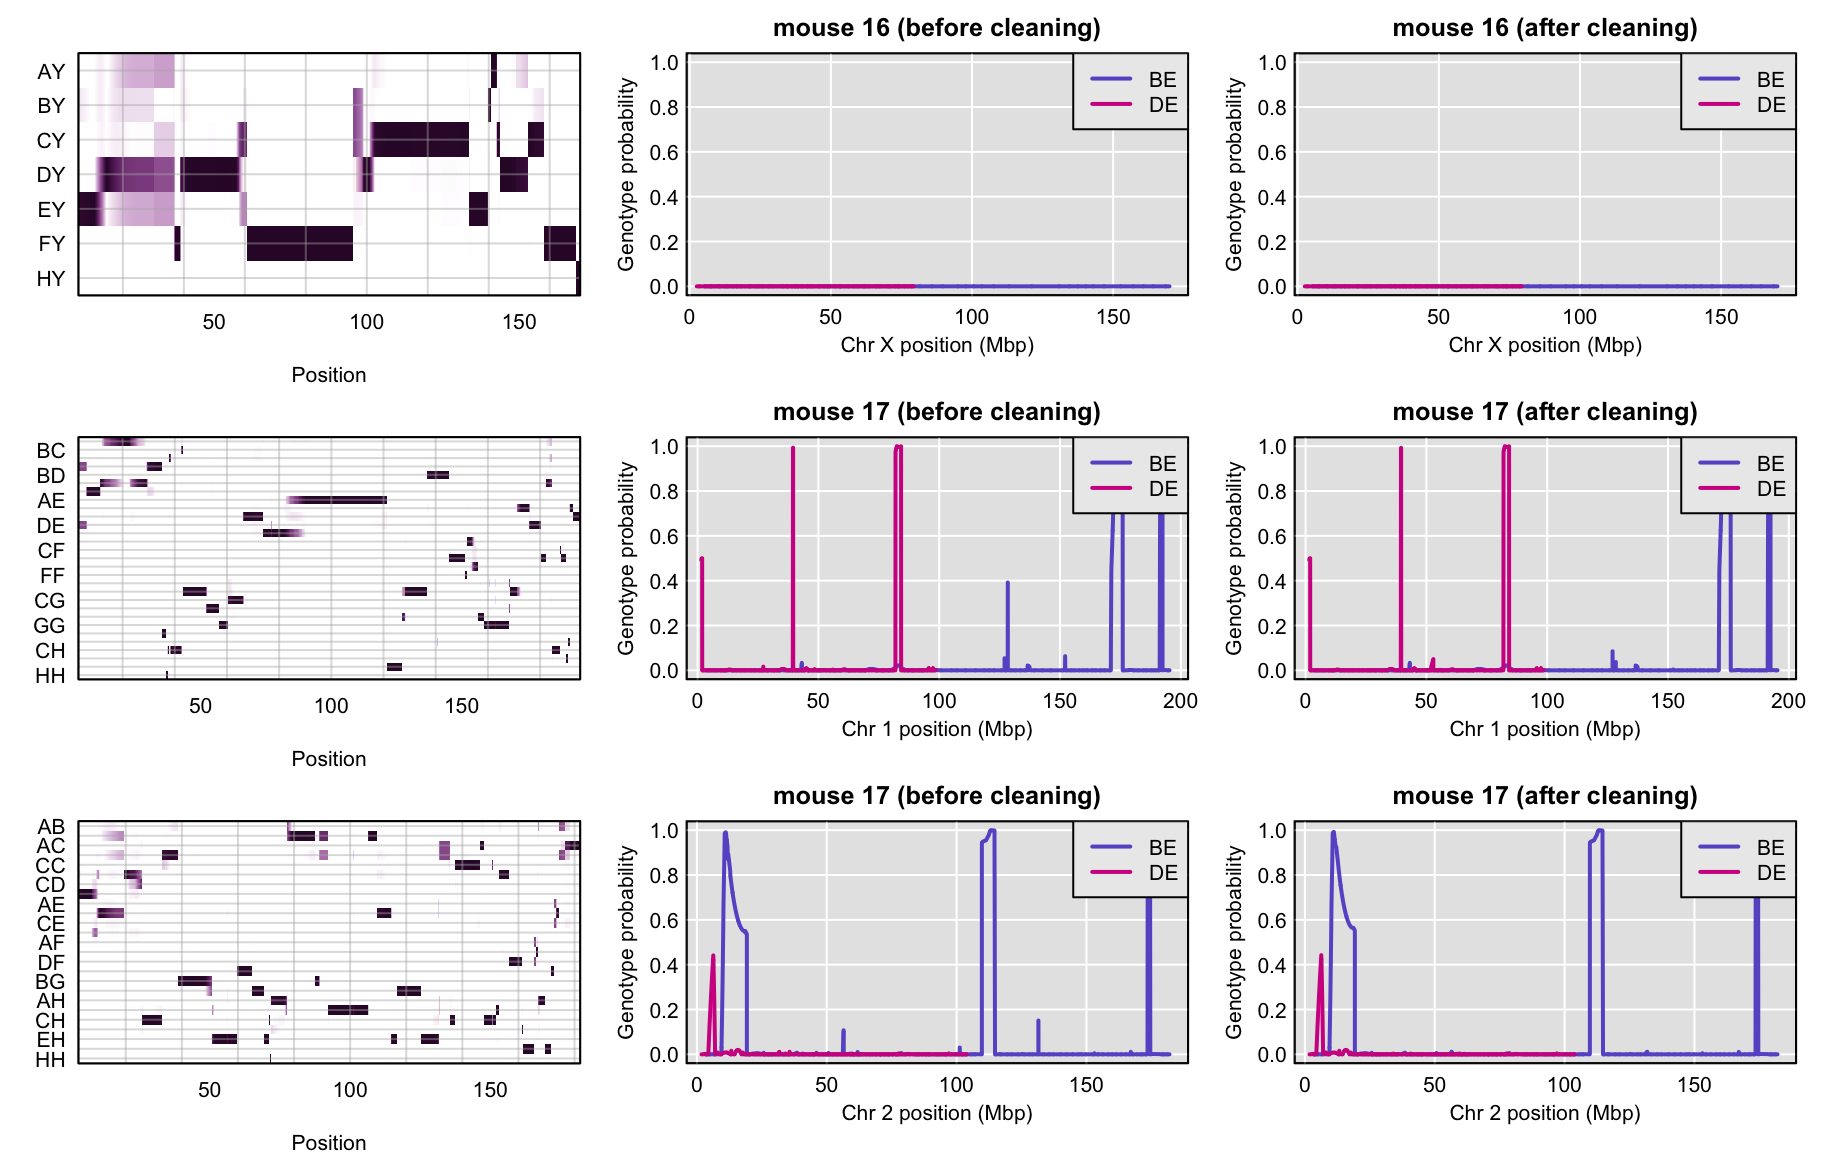 mouse 16 (before cleaning)
mouse 16 (after cleaning)
AY
BY
CY
DY
EY
FY
HY
50 100 150
Position
Genotype probability
1.0
0.8
0.6
0.4
0.2
0.0
0 50 100 150
Chr X position (Mbp)
BE
DE
Genotype probability
1.0
0.8
0.6
0.4
0.2
0.0
0 50 100 150
Chr X position (Mbp)
BE
DE
mouse 17 (before cleaning)
mouse 17 (after cleaning)
BC
BD
AE
DE
CF
FF
CG
GG
CH
HH
50 100 150
Position
Genotype probability
1.0
0.8
0.6
0.4
0.2
0.0
0 50 100 150 200
Chr 1 position (Mbp)
BE
DE
Genotype probability
1.0
0.8
0.6
0.4
0.2
0.0
0 50 100 150 200
Chr 1 position (Mbp)
BE
DE
mouse 17 (before cleaning)
mouse 17 (after cleaning)
AB
AC
CC
CD
AE
CE
AF
DF
BG
AH
CH
EH
HH
50 100 150
Position
Genotype probability
1.0
0.8
0.6
0.4
0.2
0.0
0 50 100 150
Chr 2 position (Mbp)
BE
DE
Genotype probability
1.0
0.8
0.6
0.4
0.2
0.0
0 50 100 150
Chr 2 position (Mbp)
BE
DE